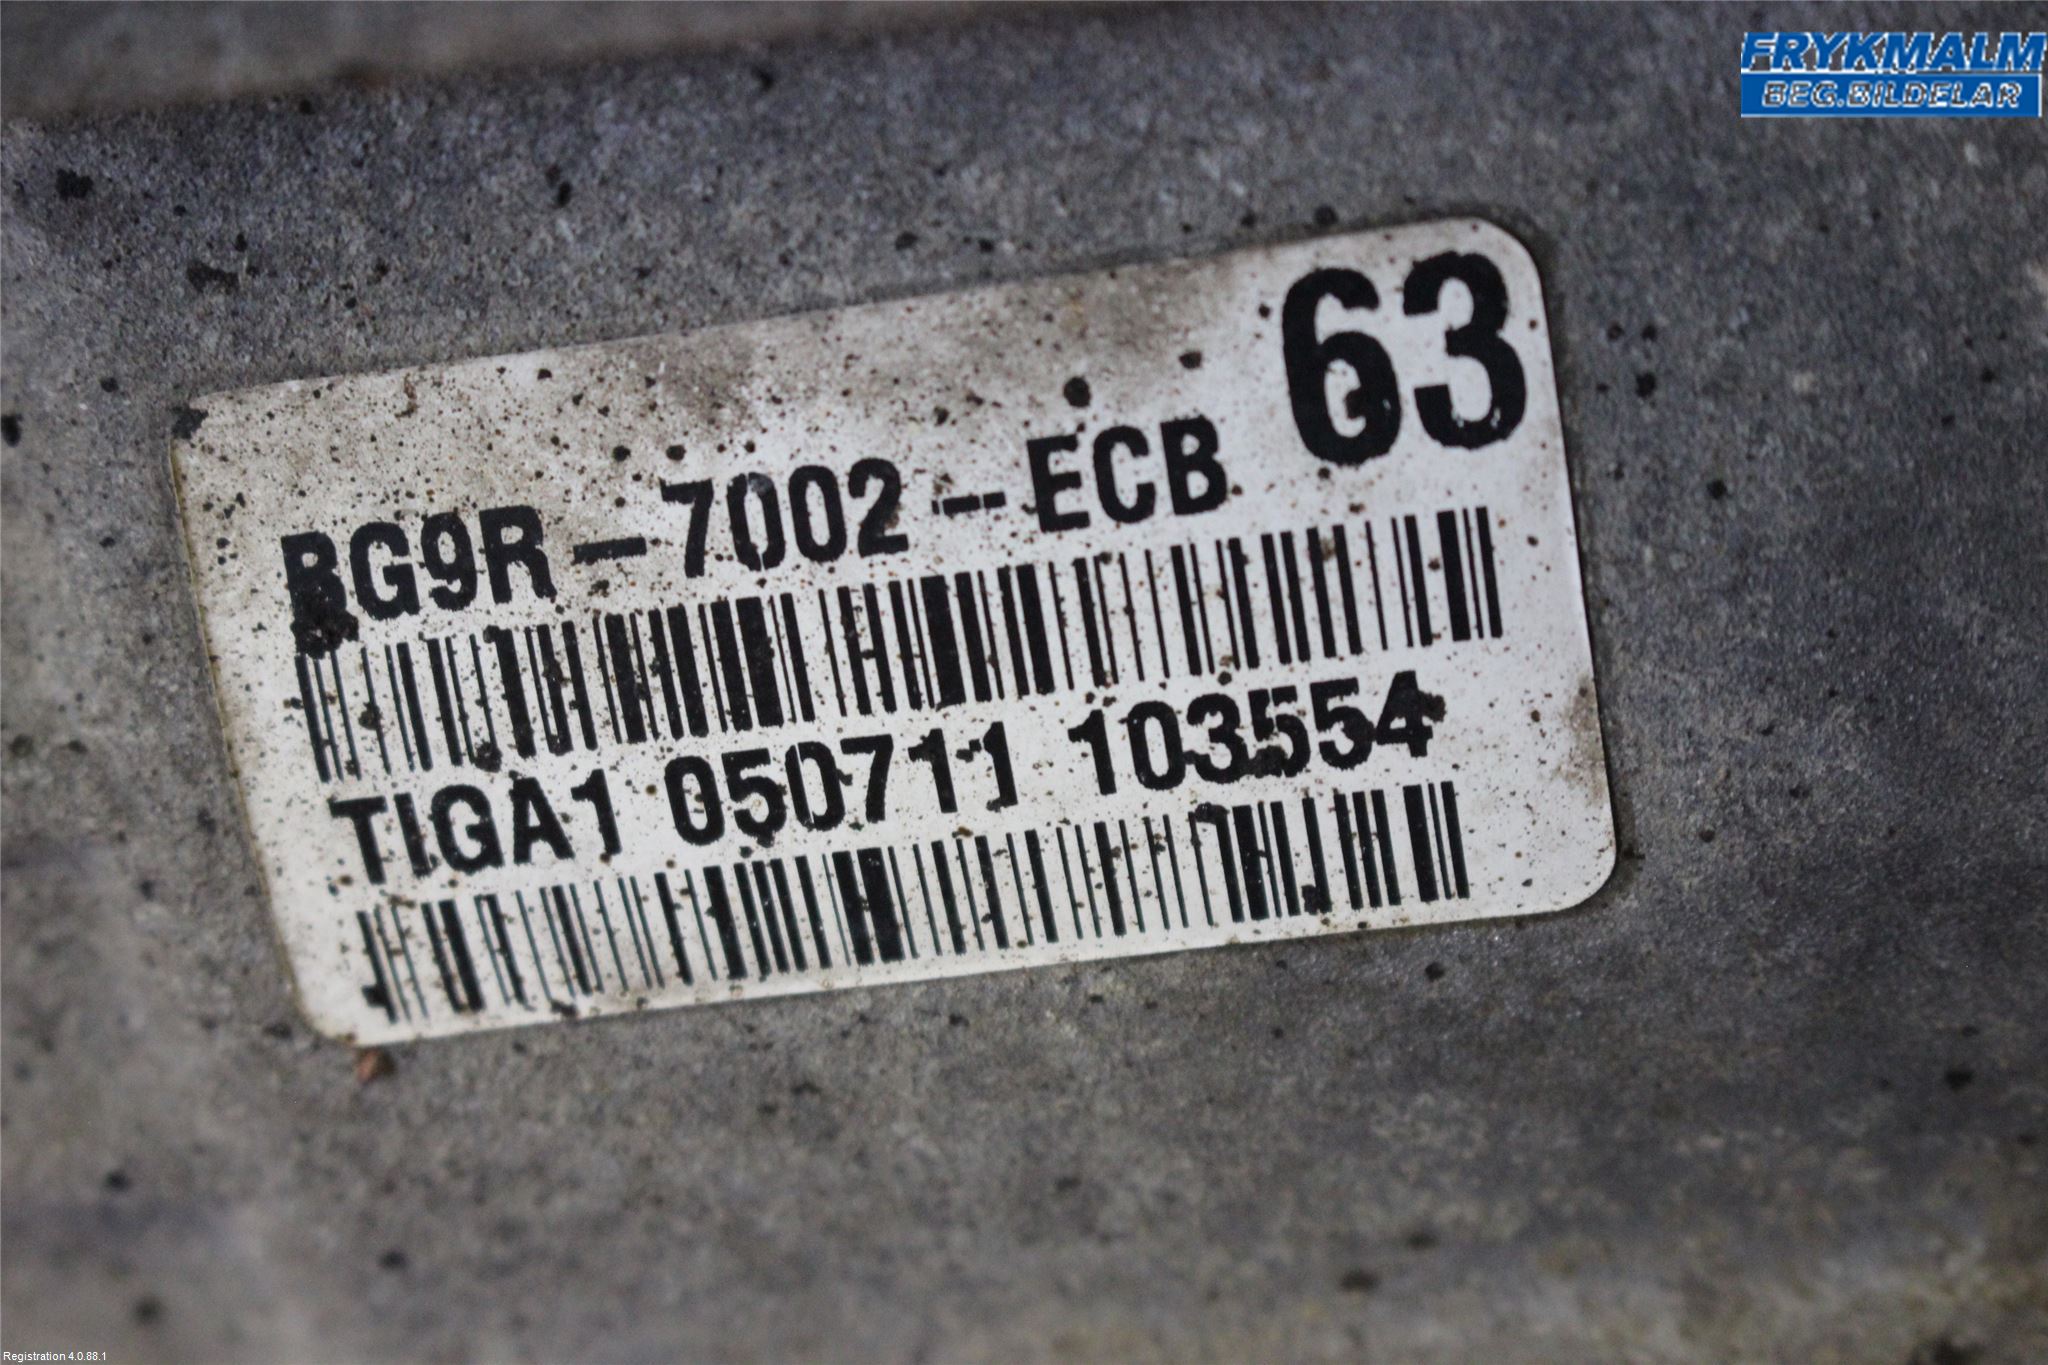 FRYKMALM
BEG.BILDELAR
63
BG9R-7002-ECB
TIGA1 050711 103554
Registration 4.0.88.1